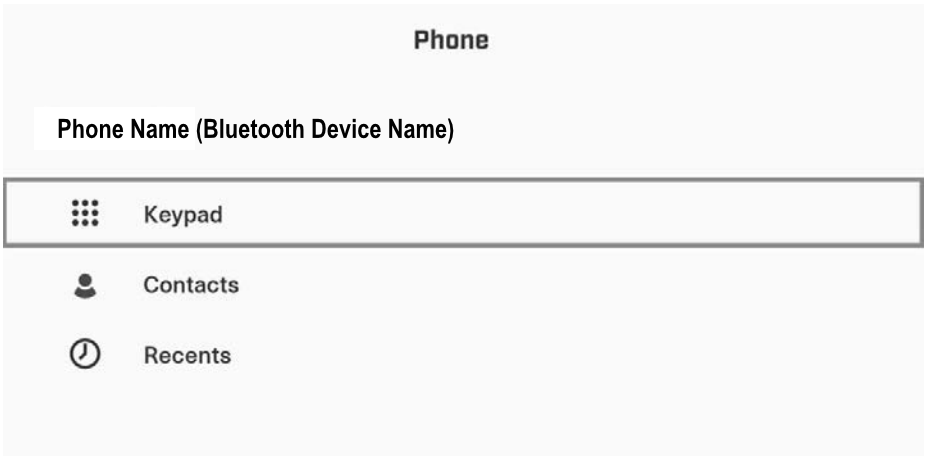 Phone
Phone Name (Bluetooth Device Name)
Keypad
Contacts
Recents